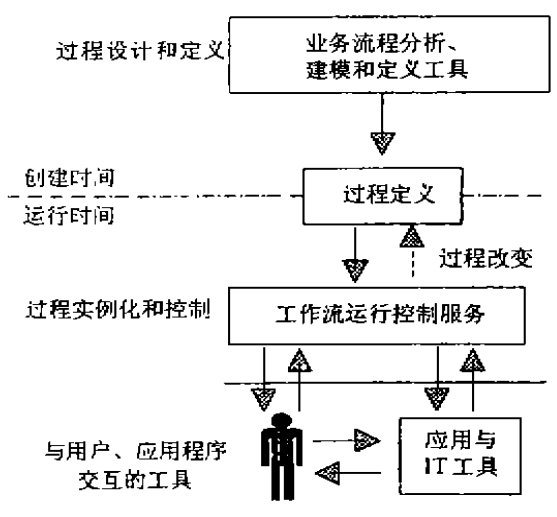 过程设计和定义
业务流程分析、
建模和定义工具
创建时间
运行时间
过程定义
过程改变
过程实例化和控制
工作流运行控制服务
与用户、应用程序
交互的工具
应用与
IT工具